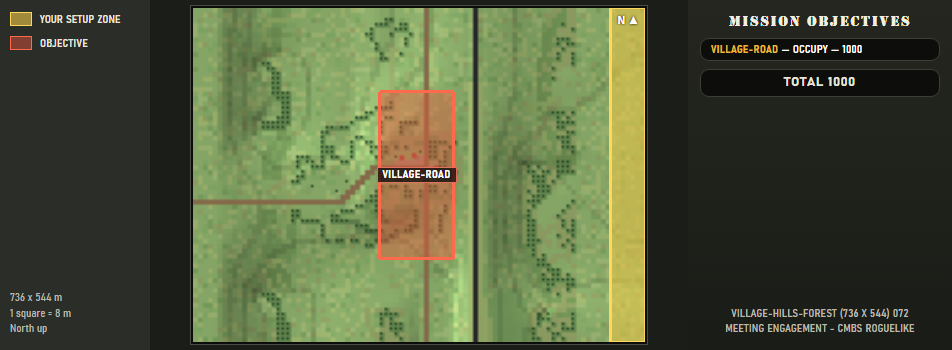 YOUR SETUP ZONE
OBJECTIVE
736 x 544 m
1 square = 8 m
North up
N ▲
VILLAGE-ROAD
MISSION OBJECTIVES
VILLAGE-ROAD — OCCUPY — 1000
TOTAL 1000
VILLAGE-HILLS-FOREST (736 X 544) 072
MEETING ENGAGEMENT - CMBS ROGUELIKE